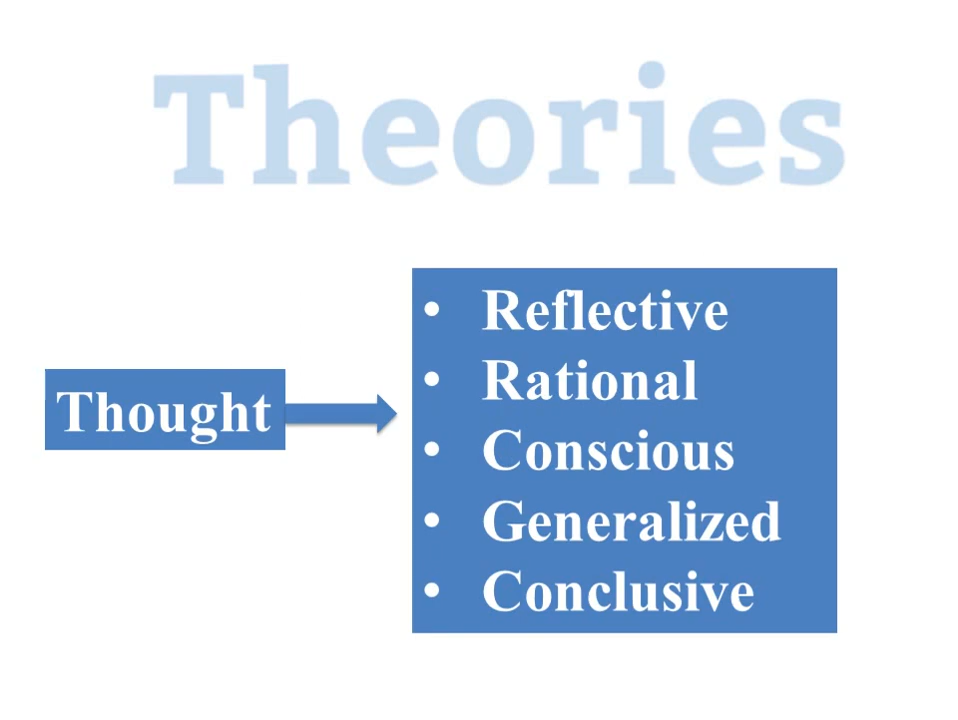 Theories
Thought
• Reflective
• Rational
• Conscious
• Generalized
• Conclusive